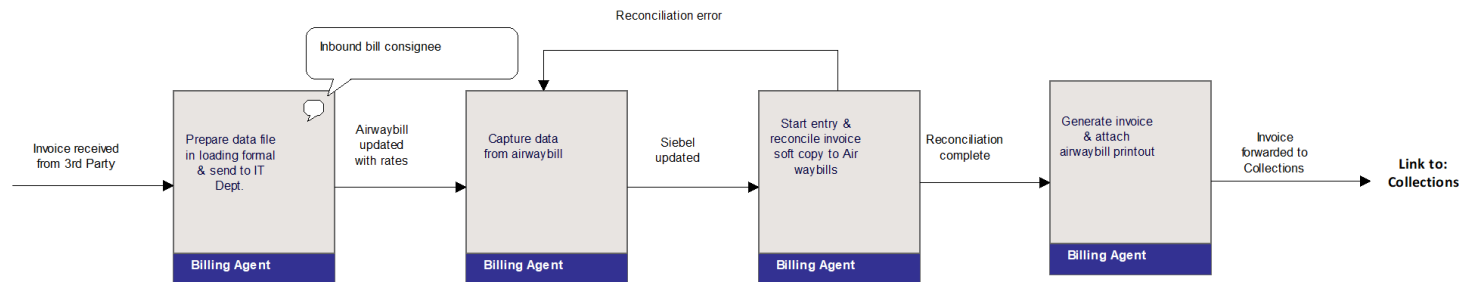 Reconciliation error
Inbound bill consignee
Invoice received
from 3rd Party
Prepare data file
in loading formal
& send to IT
Dept.
Billing Agent
Airwaybill
updated
with rates
Capture data
from airwaybill
Billing Agent
Siebel
updated
Start entry &
reconcile invoice
soft copy to Air
waybills
Billing Agent
Reconciliation
complete
Generate invoice
& attach
airwaybill printout
Billing Agent
Invoice
forwarded to
Collections
Link to:
Collections